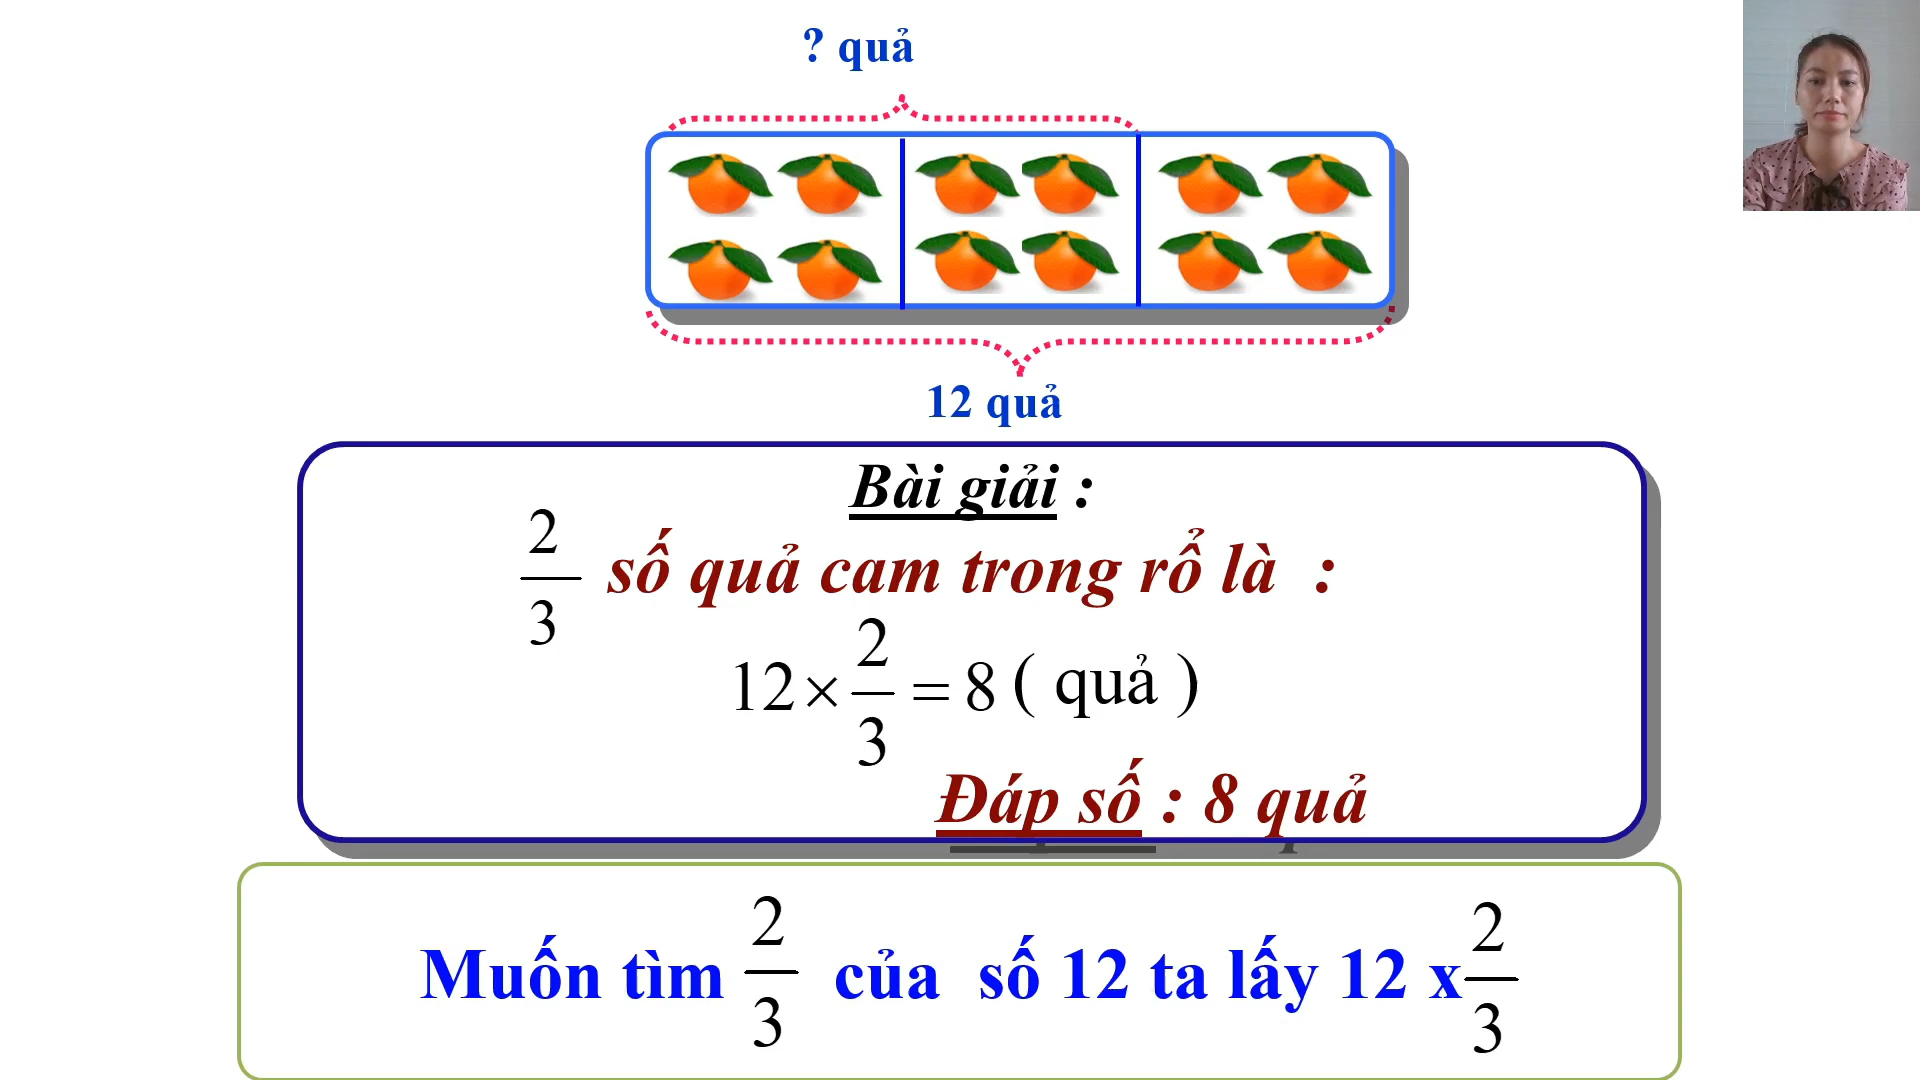 ? quả
12 quả
Bài giải :
2/3 số quả cam trong rổ là :
12 × 2/3 = 8 ( quả )
Đáp số : 8 quả
Muốn tìm 2/3 của số 12 ta lấy 12 x 2/3